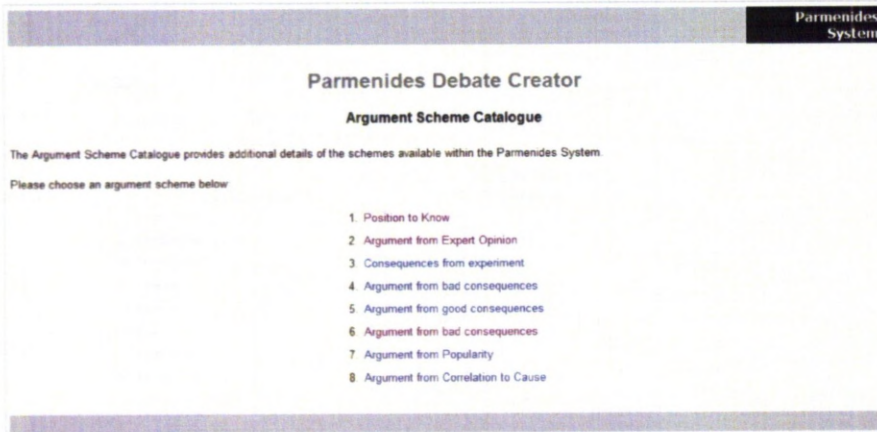 Parmenides
System
Parmenides Debate Creator
Argument Scheme Catalogue
The Argument Scheme Catalogue provides additional details of the schemes available within the Parmenides System.
Please choose an argument scheme below
1. Position to Know
2. Argument from Expert Opinion
3. Consequences from experiment
4. Argument from bad consequences
5. Argument from good consequences
6. Argument from bad consequences
7. Argument from Popularity
8. Argument from Correlation to Cause